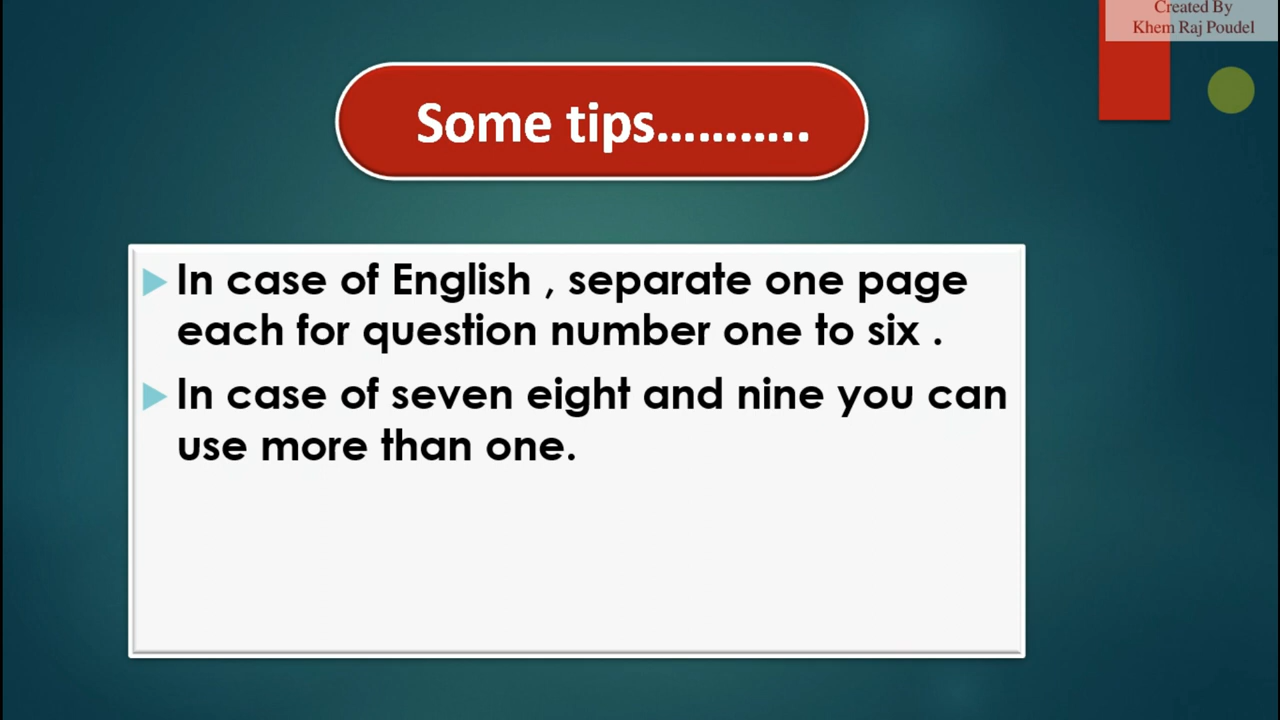 Created By
Khem Raj Poudel
Some tips...........
In case of English , separate one page
each for question number one to six .
In case of seven eight and nine you can
use more than one.